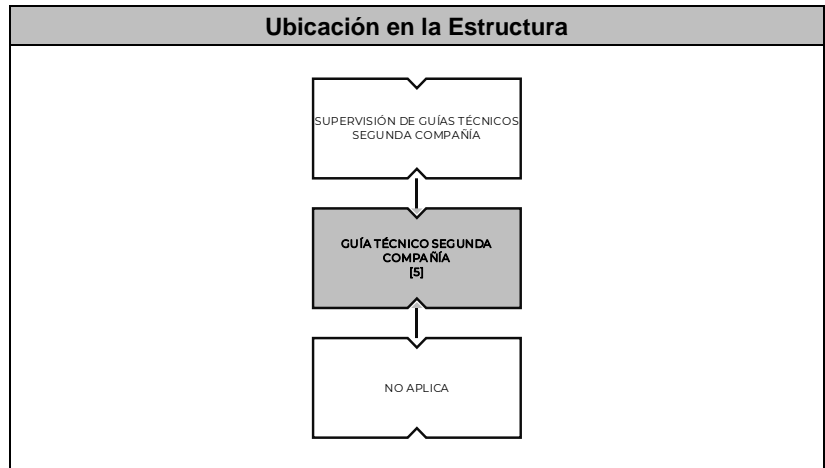 Ubicación en la Estructura
SUPERVISIÓN DE GUÍAS TÉCNICOS
SEGUNDA COMPAÑÍA
GUÍA TÉCNICO SEGUNDA
COMPAÑÍA
[5]
NO APLICA